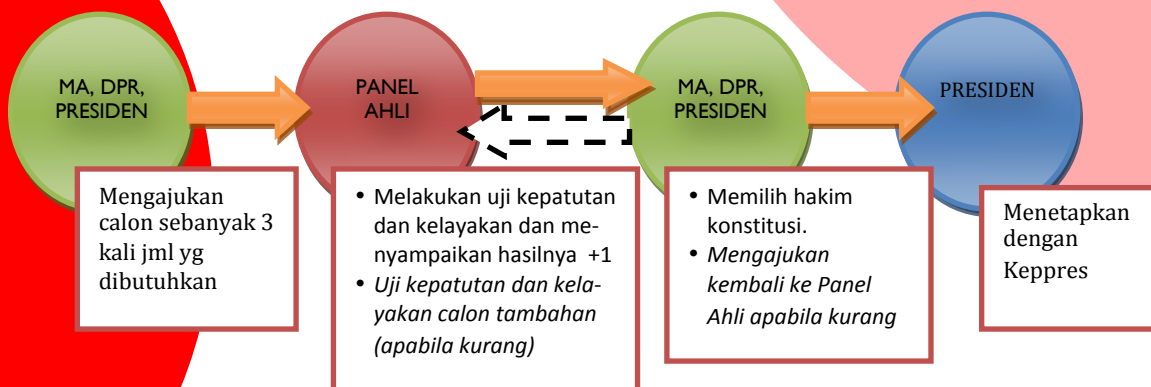 MA, DPR,
PRESIDEN
Mengajukan
calon sebanyak 3
kali jml yg
dibutuhkan
PANEL
AHLI
• Melakukan uji kepatutan
dan kelayakan dan me-
nyampaikan hasilnya +1
• Uji kepatutan dan kela-
yakan calon tambahan
(apabila kurang)
MA, DPR,
PRESIDEN
• Memilih hakim
konstitusi.
• Mengajukan
kembali ke Panel
Ahli apabila kurang
PRESIDEN
Menetapkan
dengan
Keppres